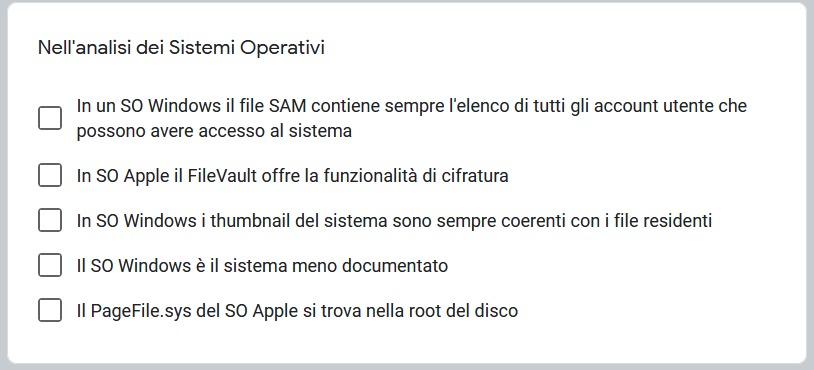 Nell'analisi dei Sistemi Operativi
In un SO Windows il file SAM contiene sempre l'elenco di tutti gli account utente che
possono avere accesso al sistema
In SO Apple il FileVault offre la funzionalità di cifratura
In SO Windows i thumbnail del sistema sono sempre coerenti con i file residenti
Il SO Windows è il sistema meno documentato
Il PageFile.sys del SO Apple si trova nella root del disco